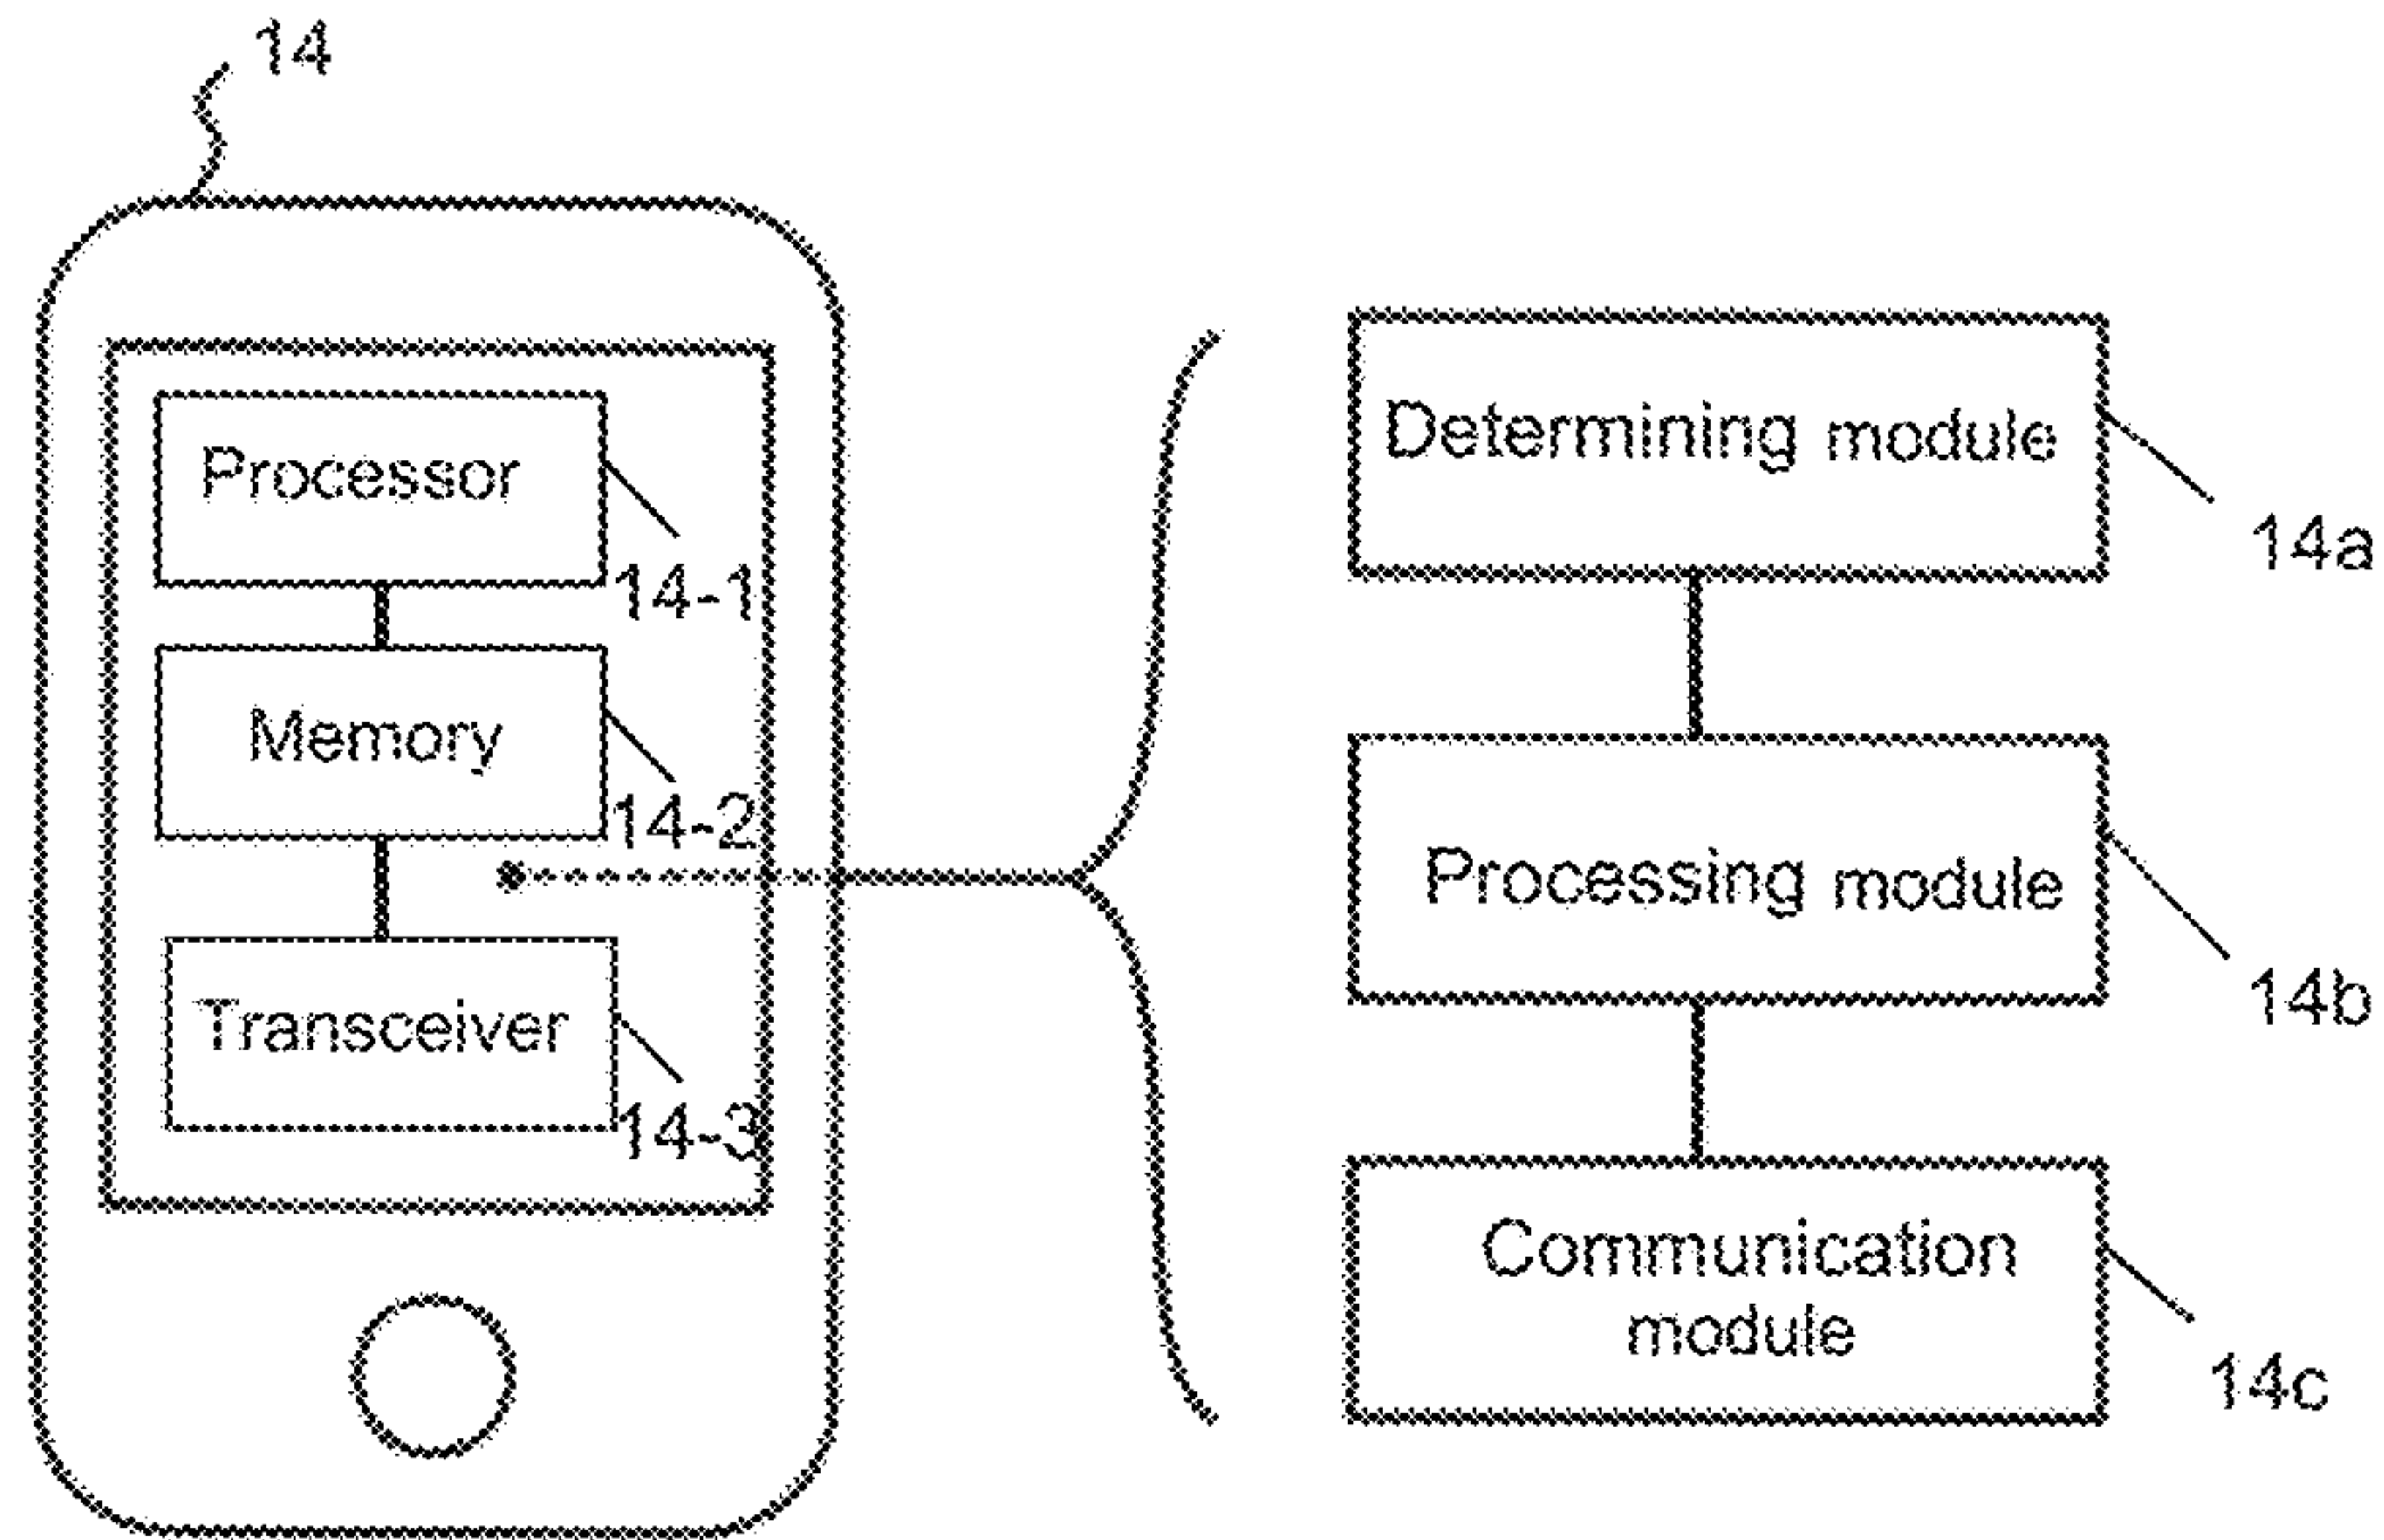 14
Processor
14-1
Memory
14-2
Transceiver
14-3
Determining module
14a
Processing module
14b
Communication
module
14c